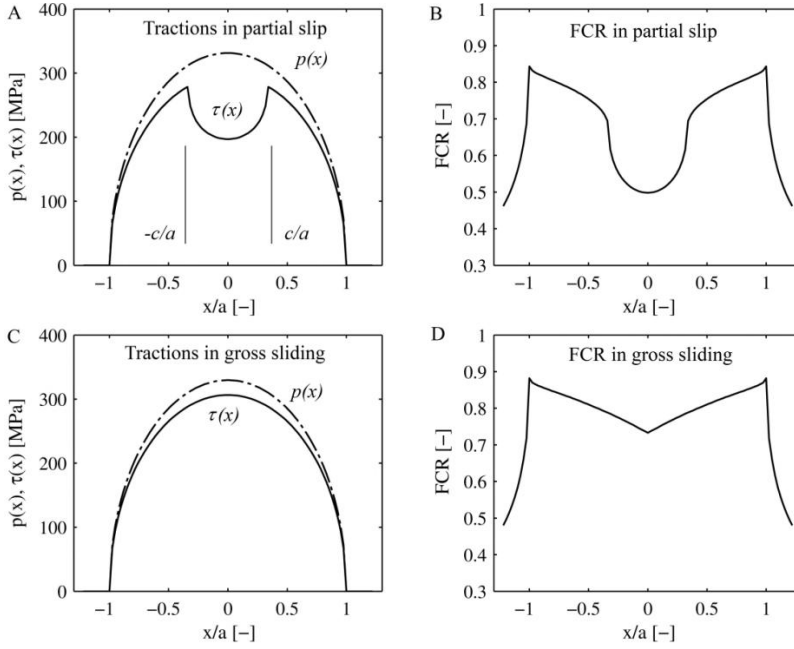 A
Tractions in partial slip
p(x)
τ(x)
-c/a
c/a
p(x), τ(x) [MPa]
400
300
200
100
0
−1
−0.5
0
0.5
1
x/a [−]
B
FCR in partial slip
FCR [−]
1
0.9
0.8
0.7
0.6
0.5
0.4
0.3
−1
−0.5
0
0.5
1
x/a [−]
C
Tractions in gross sliding
p(x)
τ(x)
p(x), τ(x) [MPa]
400
300
200
100
0
−1
−0.5
0
0.5
1
x/a [−]
D
FCR in gross sliding
FCR [−]
1
0.9
0.8
0.7
0.6
0.5
0.4
0.3
−1
−0.5
0
0.5
1
x/a [−]